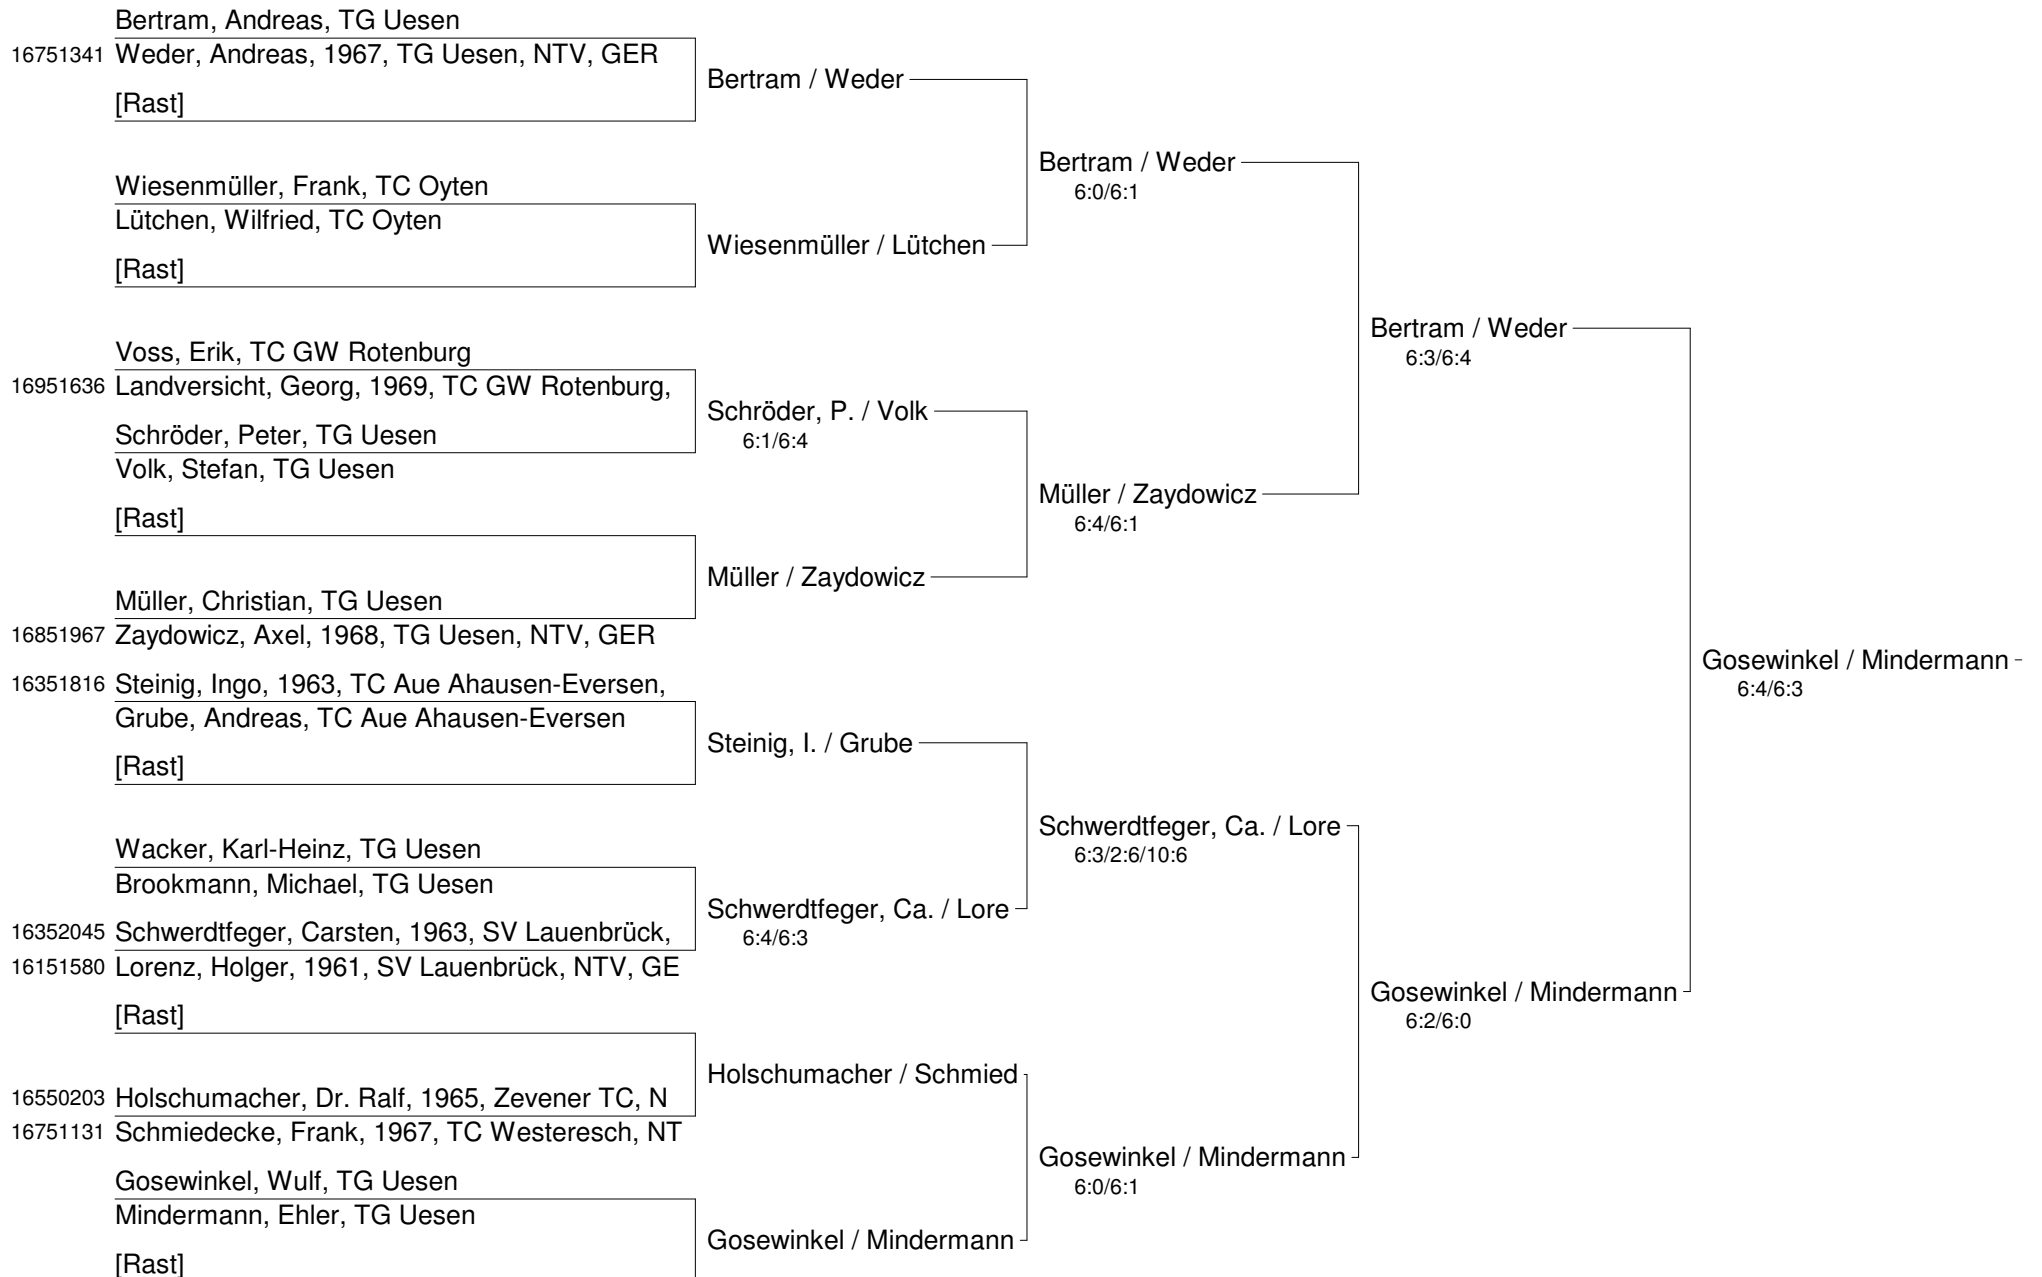 Bertram, Andreas, TG Uesen
16751341 Weder, Andreas, 1967, TG Uesen, NTV, GER
[Rast]
Bertram / Weder
Wiesenmüller, Frank, TC Oyten
Lütchen, Wilfried, TC Oyten
[Rast]
Wiesenmüller / Lütchen
Bertram / Weder
6:0/6:1
Voss, Erik, TC GW Rotenburg
16951636 Landversicht, Georg, 1969, TC GW Rotenburg,
Schröder, Peter, TG Uesen
Volk, Stefan, TG Uesen
Schröder, P. / Volk
6:1/6:4
[Rast]
Müller, Christian, TG Uesen
16851967 Zaydowicz, Axel, 1968, TG Uesen, NTV, GER
Müller / Zaydowicz
Müller / Zaydowicz
6:4/6:1
Bertram / Weder
6:3/6:4
16351816 Steinig, Ingo, 1963, TC Aue Ahausen-Eversen,
Grube, Andreas, TC Aue Ahausen-Eversen
[Rast]
Steinig, I. / Grube
Wacker, Karl-Heinz, TG Uesen
Brookmann, Michael, TG Uesen
16352045 Schwerdtfeger, Carsten, 1963, SV Lauenbrück,
16151580 Lorenz, Holger, 1961, SV Lauenbrück, NTV, GE
Schwerdtfeger, Ca. / Lore
6:4/6:3
Schwerdtfeger, Ca. / Lore
6:3/2:6/10:6
[Rast]
16550203 Holschumacher, Dr. Ralf, 1965, Zevener TC, N
16751131 Schmiedecke, Frank, 1967, TC Westeresch, NT
Holschumacher / Schmied
Gosewinkel, Wulf, TG Uesen
Mindermann, Ehler, TG Uesen
[Rast]
Gosewinkel / Mindermann
Gosewinkel / Mindermann
6:0/6:1
Gosewinkel / Mindermann
6:2/6:0
Gosewinkel / Mindermann
6:4/6:3